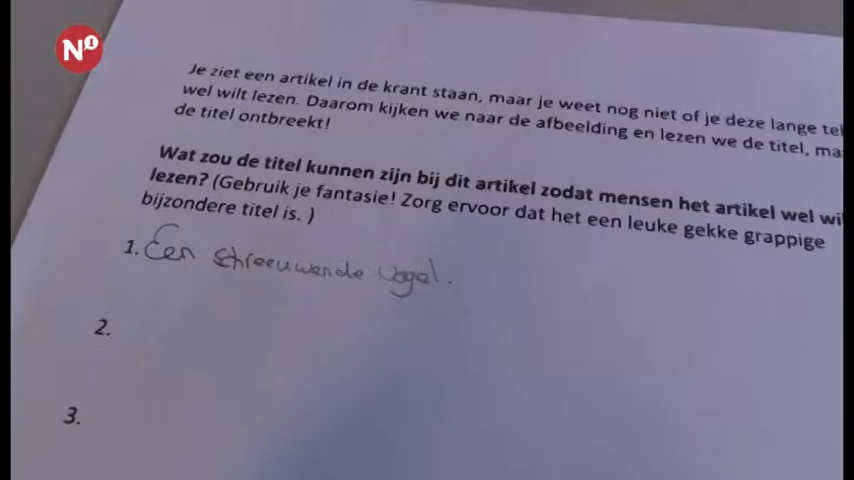 N1
Je ziet een artikel in de krant staan, maar je weet nog niet of je deze lange te
wel wilt lezen. Daarom kijken we naar de afbeelding en lezen we de titel, ma
de titel ontbreekt!
Wat zou de titel kunnen zijn bij dit artikel zodat mensen het artikel wel wi
lezen? (Gebruik je fantasie! Zorg ervoor dat het een leuke gekke grappige
bijzondere titel is. )
1. Een schreeuwende vogel.
2.
3.